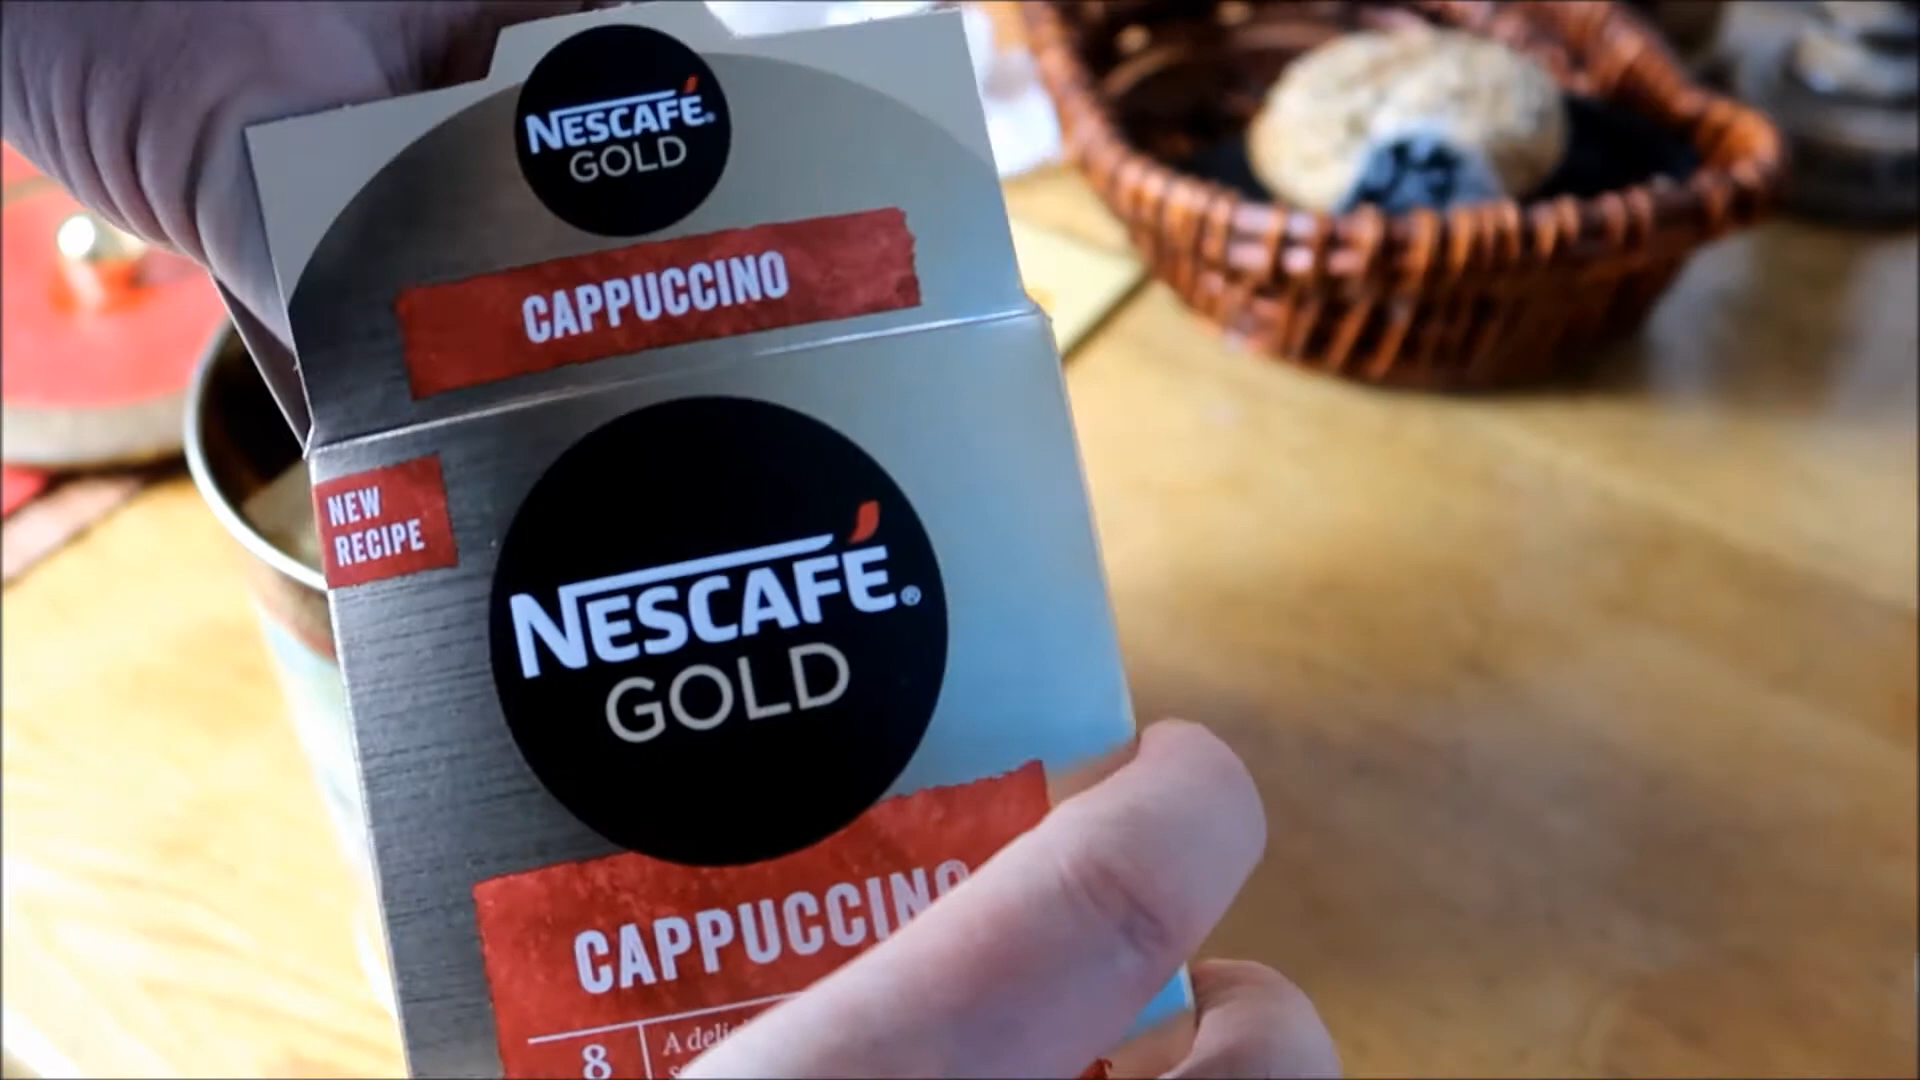 NESCAFÉ®
GOLD
CAPPUCCINO
NEW
RECIPE
NESCAFÉ®
GOLD
CAPPUCCINO
8
A